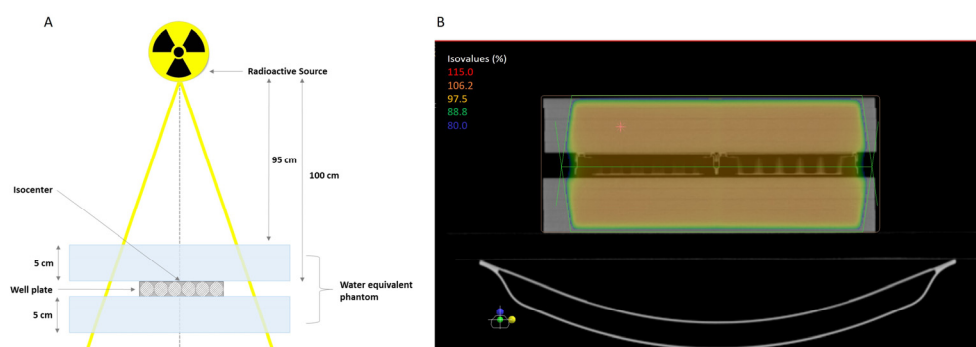 A
Radioactive Source
95 cm
100 cm
Isocenter
5 cm
Well plate
5 cm
Water equivalent
phantom
B
Isovalues (%)
115.0
106.2
97.5
88.8
80.0